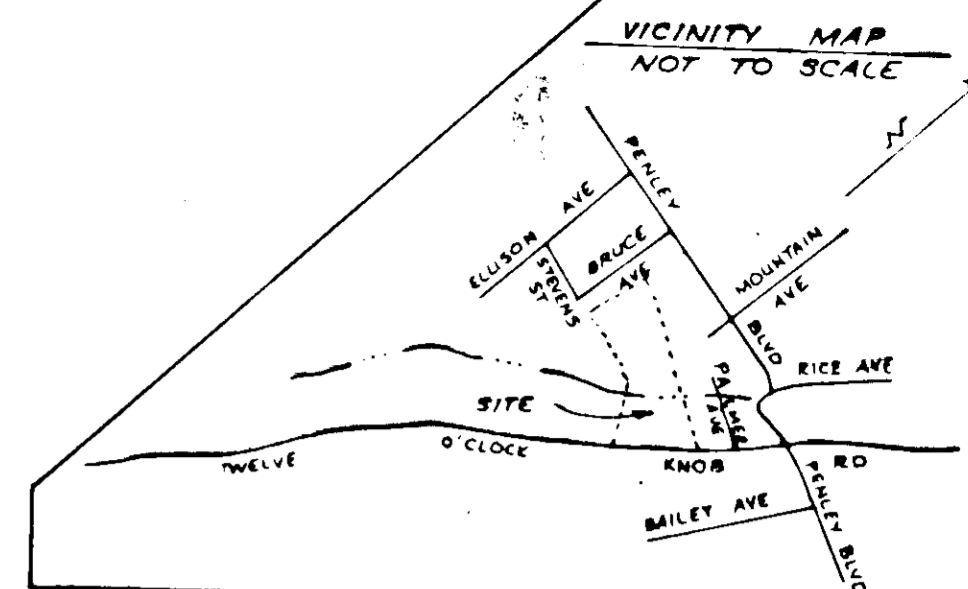 VICINITY MAP
NOT TO SCALE
N
PENLEY
BLVD
ELLISON AVE
BRUCE
AVE
STEVENS
ST
MOUNTAIN
AVE
RICE AVE
PALMER
AVE
SITE
TWELVE O'CLOCK KNOB RD
BAILEY AVE
PENLEY BLVD